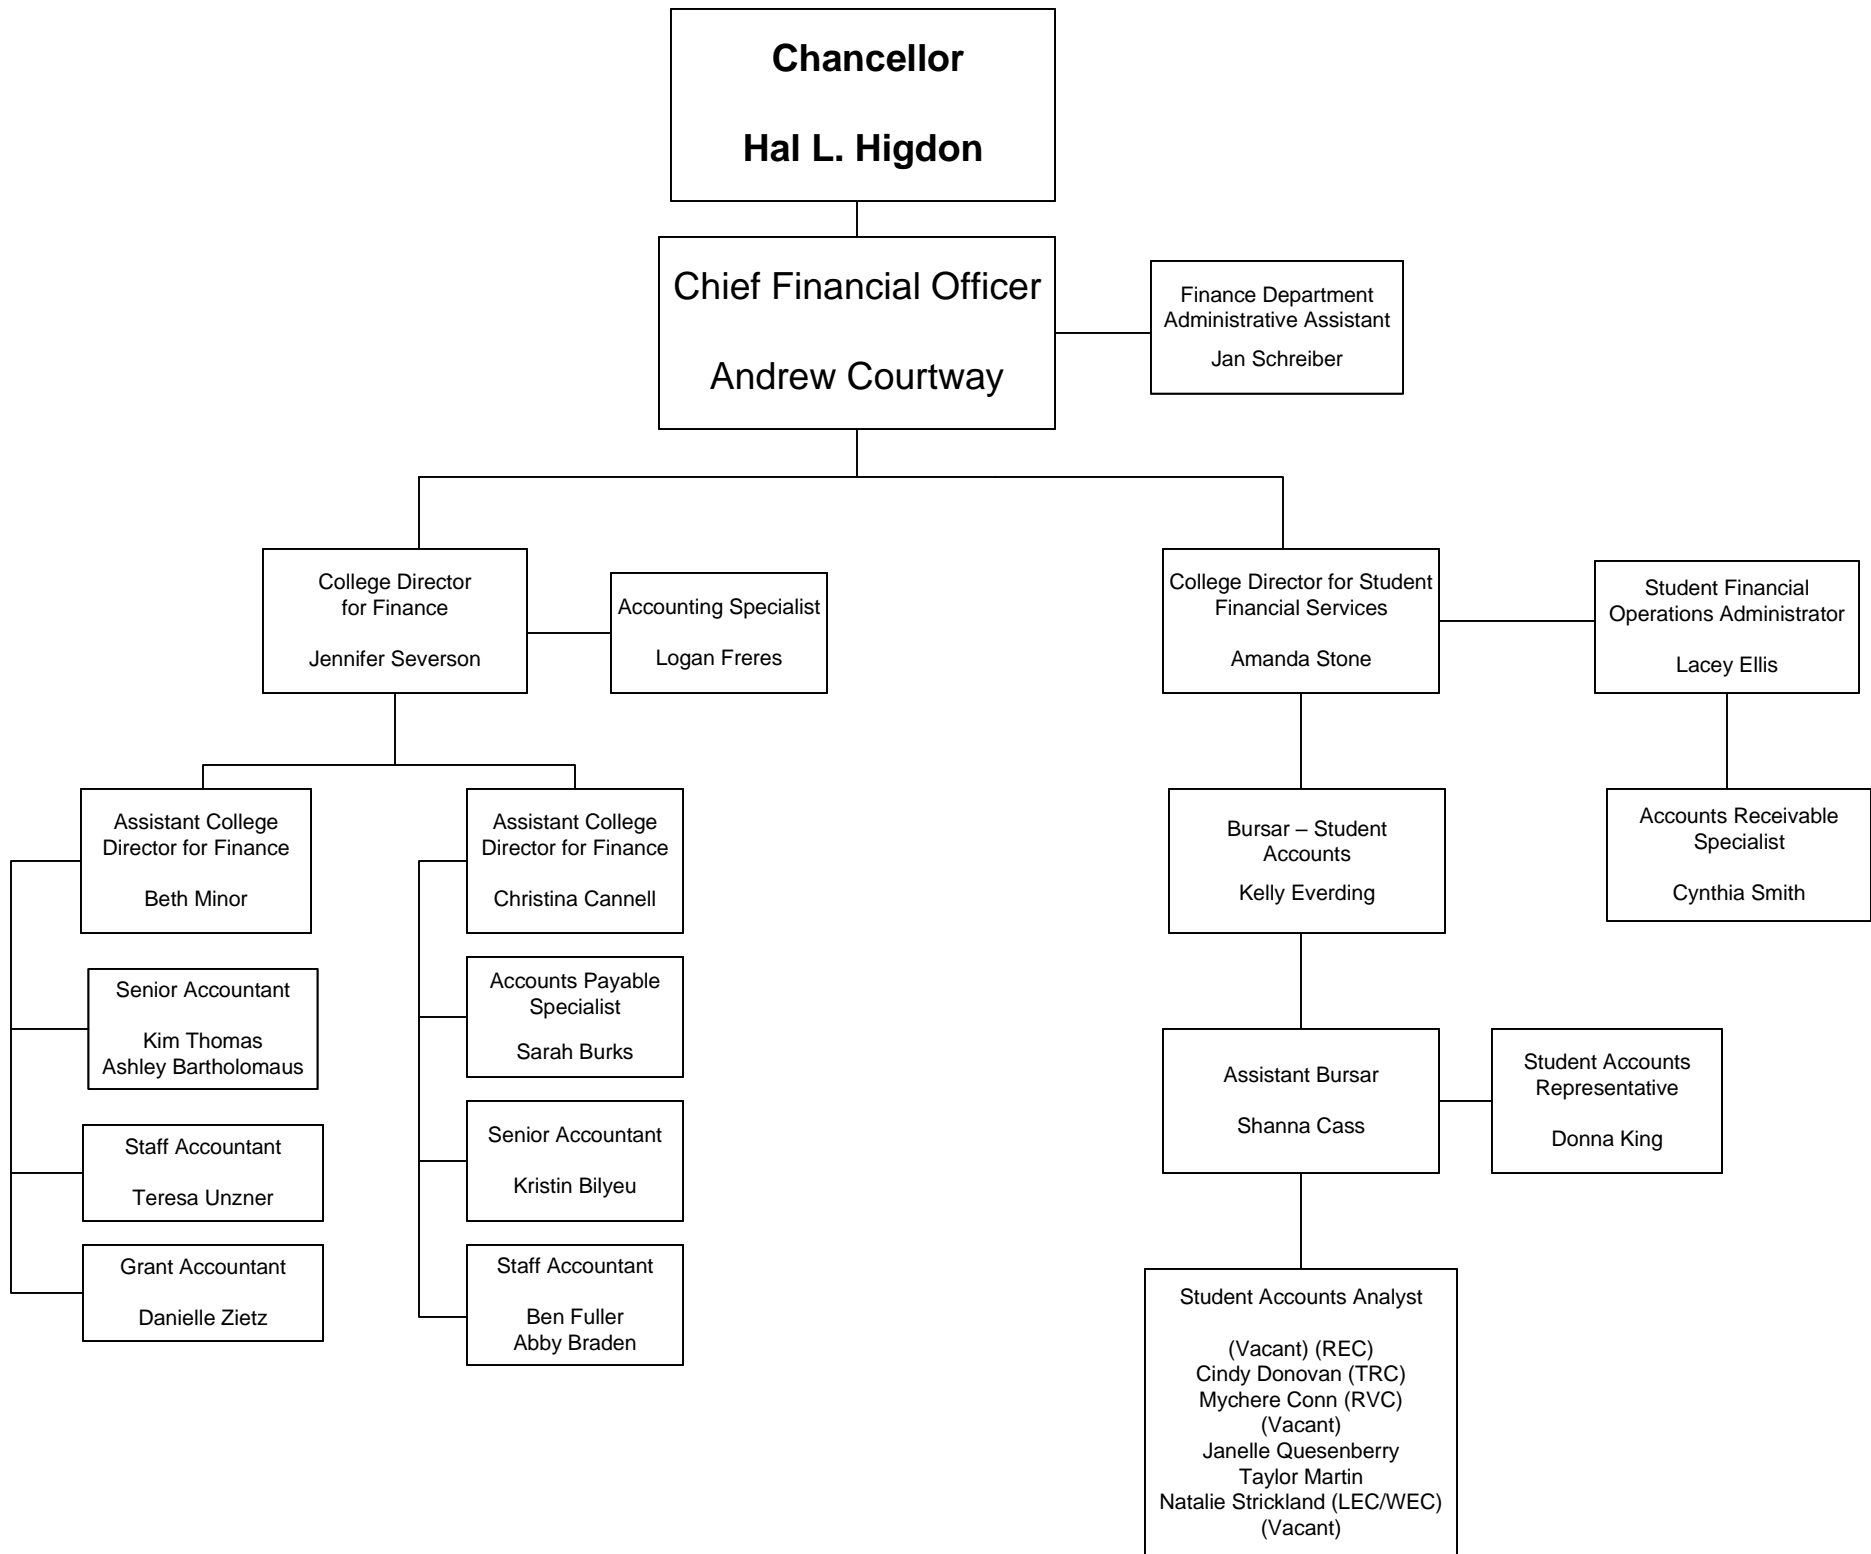 Chancellor
Hal L. Higdon
Chief Financial Officer
Andrew Courtway
Finance Department
Administrative Assistant
Jan Schreiber
College Director
for Finance
Jennifer Severson
Accounting Specialist
Logan Freres
College Director for Student
Financial Services
Amanda Stone
Student Financial
Operations Administrator
Lacey Ellis
Assistant College
Director for Finance
Beth Minor
Assistant College
Director for Finance
Christina Cannell
Bursar – Student
Accounts
Kelly Everding
Accounts Receivable
Specialist
Cynthia Smith
Senior Accountant
Kim Thomas
Ashley Bartholomaus
Accounts Payable
Specialist
Sarah Burks
Assistant Bursar
Shanna Cass
Student Accounts
Representative
Donna King
Staff Accountant
Teresa Unzner
Senior Accountant
Kristin Bilyeu
Grant Accountant
Danielle Zietz
Staff Accountant
Ben Fuller
Abby Braden
Student Accounts Analyst
(Vacant) (REC)
Cindy Donovan (TRC)
Mychere Conn (RVC)
(Vacant)
Janelle Quesenberry
Taylor Martin
Natalie Strickland (LEC/WEC)
(Vacant)